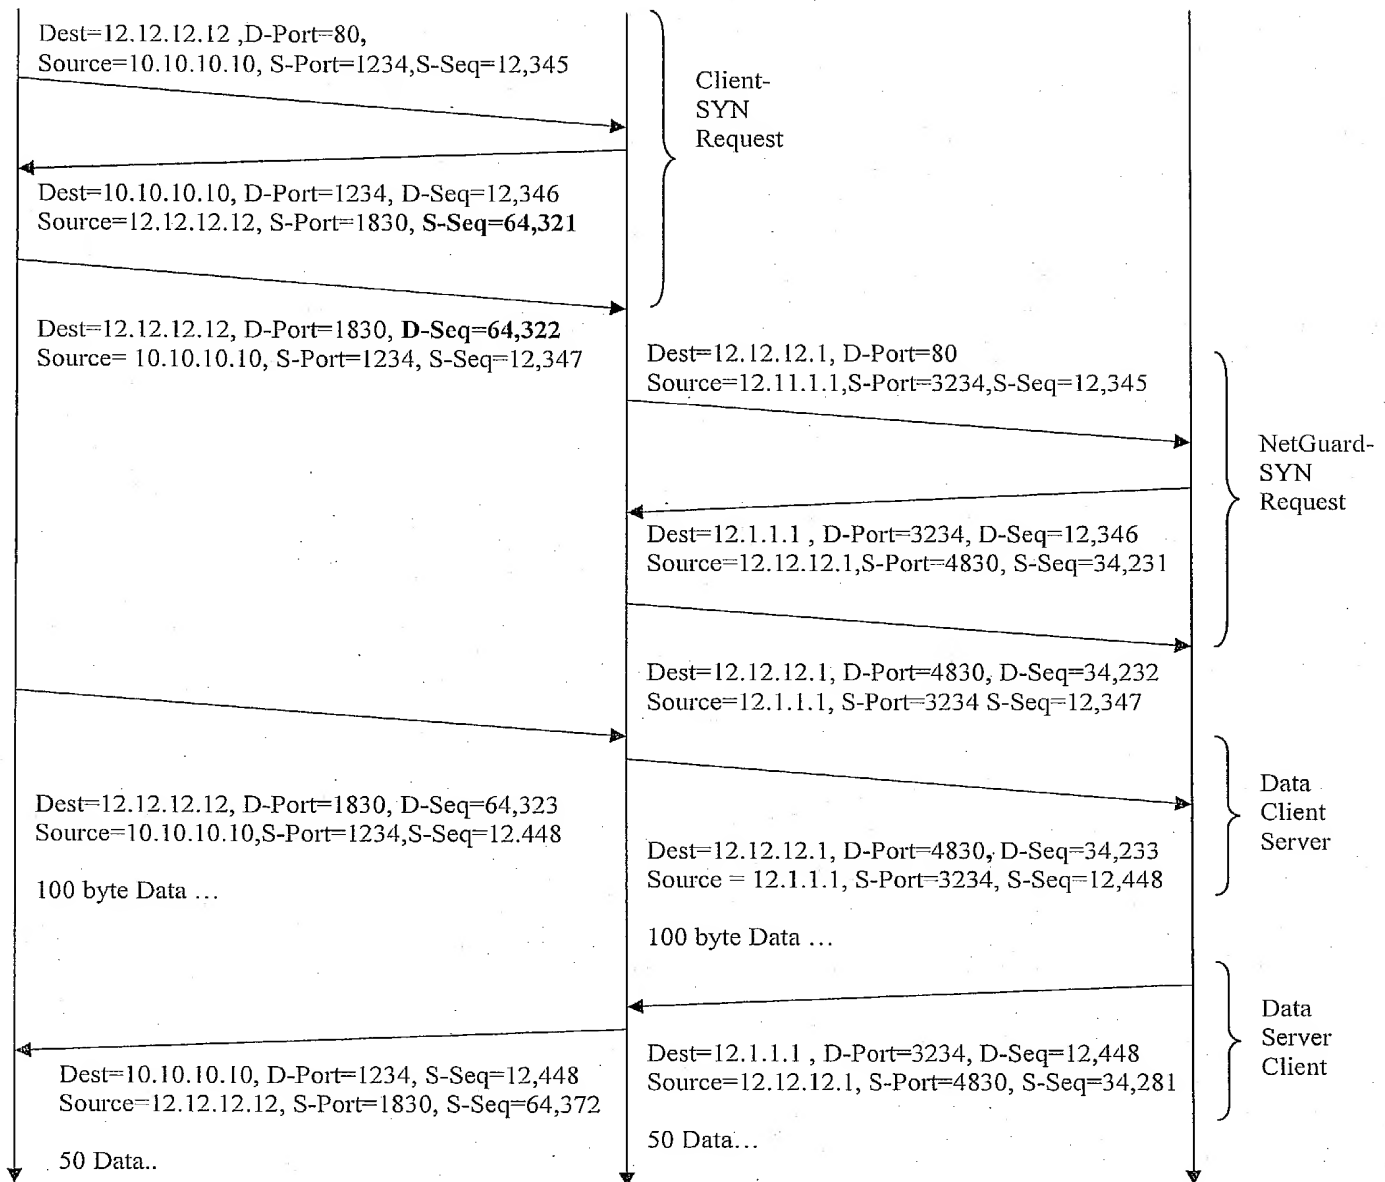 Dest=12.12.12.12 ,D-Port=80,
Source=10.10.10.10, S-Port=1234,S-Seq=12,345
Client-
SYN
Request
Dest=10.10.10.10, D-Port=1234, D-Seq=12,346
Source=12.12.12.12, S-Port=1830, S-Seq=64,321
Dest=12.12.12.12, D-Port=1830, D-Seq=64,322
Source= 10.10.10.10, S-Port=1234, S-Seq=12,347
Dest=12.12.12.1, D-Port=80
Source=12.11.1.1,S-Port=3234,S-Seq=12,345
NetGuard-
SYN
Request
Dest=12.1.1.1 , D-Port=3234, D-Seq=12,346
Source=12.12.12.1,S-Port=4830, S-Seq=34,231
Dest=12.12.12.1, D-Port=4830, D-Seq=34,232
Source=12.1.1.1, S-Port=3234 S-Seq=12,347
Dest=12.12.12.12, D-Port=1830, D-Seq=64,323
Source=10.10.10.10,S-Port=1234,S-Seq=12.448
100 byte Data ...
Data
Client
Server
Dest=12.12.12.1, D-Port=4830, D-Seq=34,233
Source = 12.1.1.1, S-Port=3234, S-Seq=12,448
100 byte Data ...
Data
Server
Client
Dest=12.1.1.1 , D-Port=3234, D-Seq=12,448
Source=12.12.12.1, S-Port=4830, S-Seq=34,281
50 Data...
Dest=10.10.10.10, D-Port=1234, S-Seq=12,448
Source=12.12.12.12, S-Port=1830, S-Seq=64,372
50 Data..